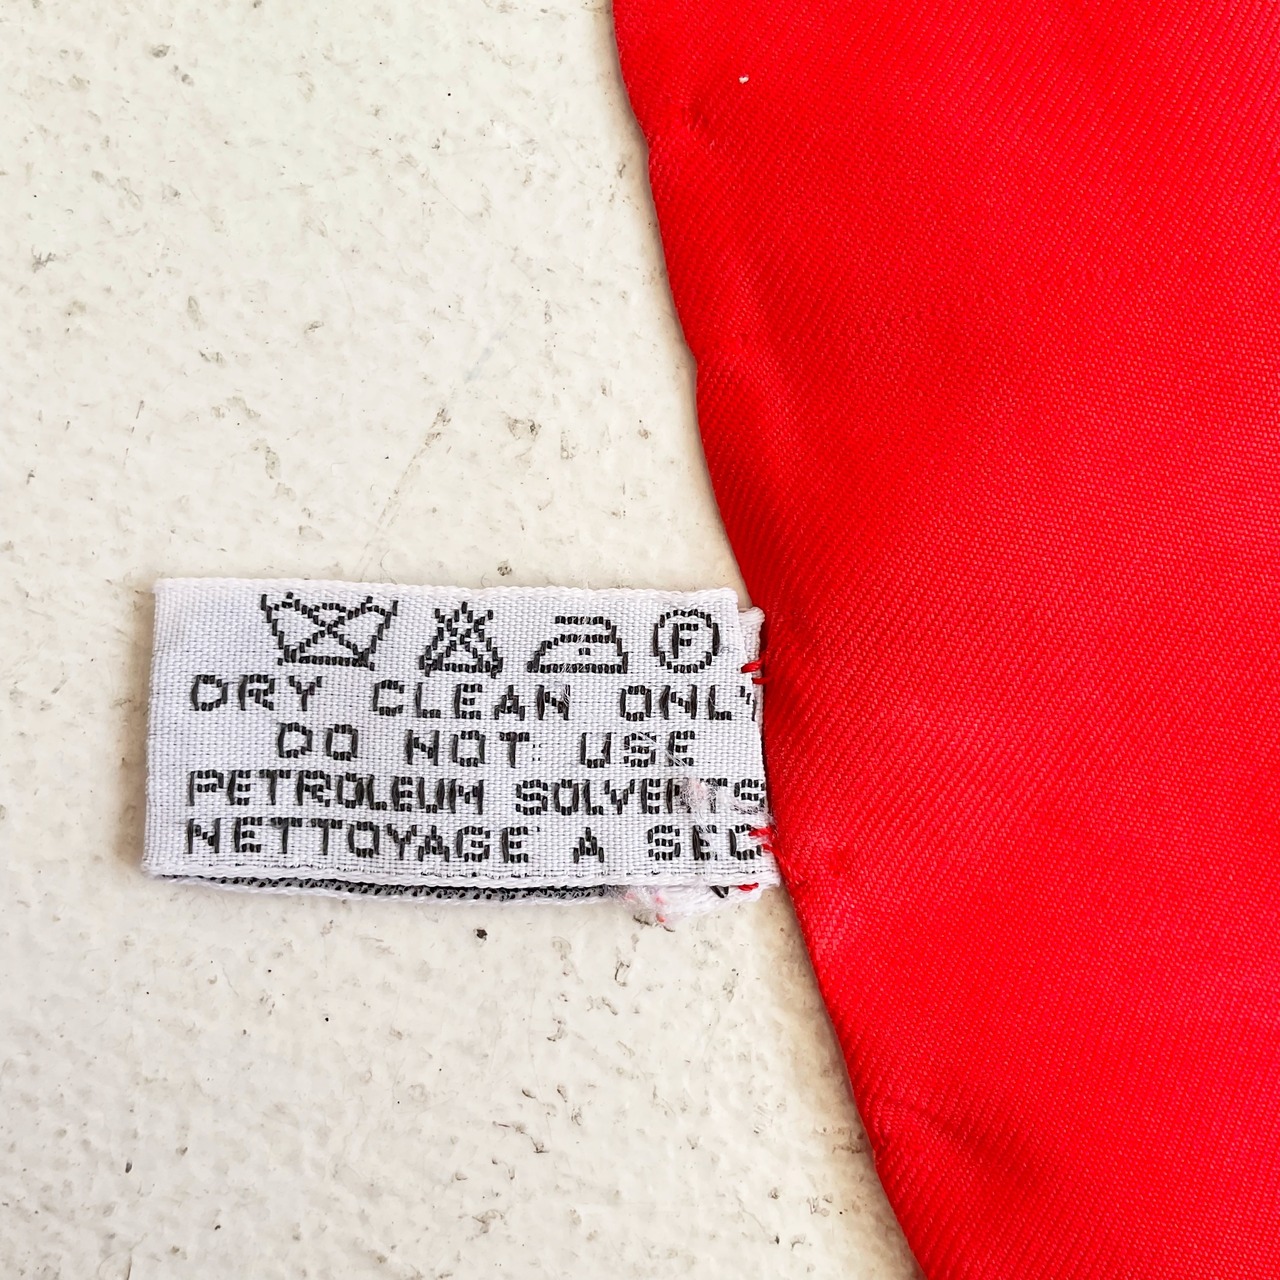 F
DRY CLEAN ONLY
DO NOT USE
PETROLEUM SOLVENTS
NETTOYAGE A SEC